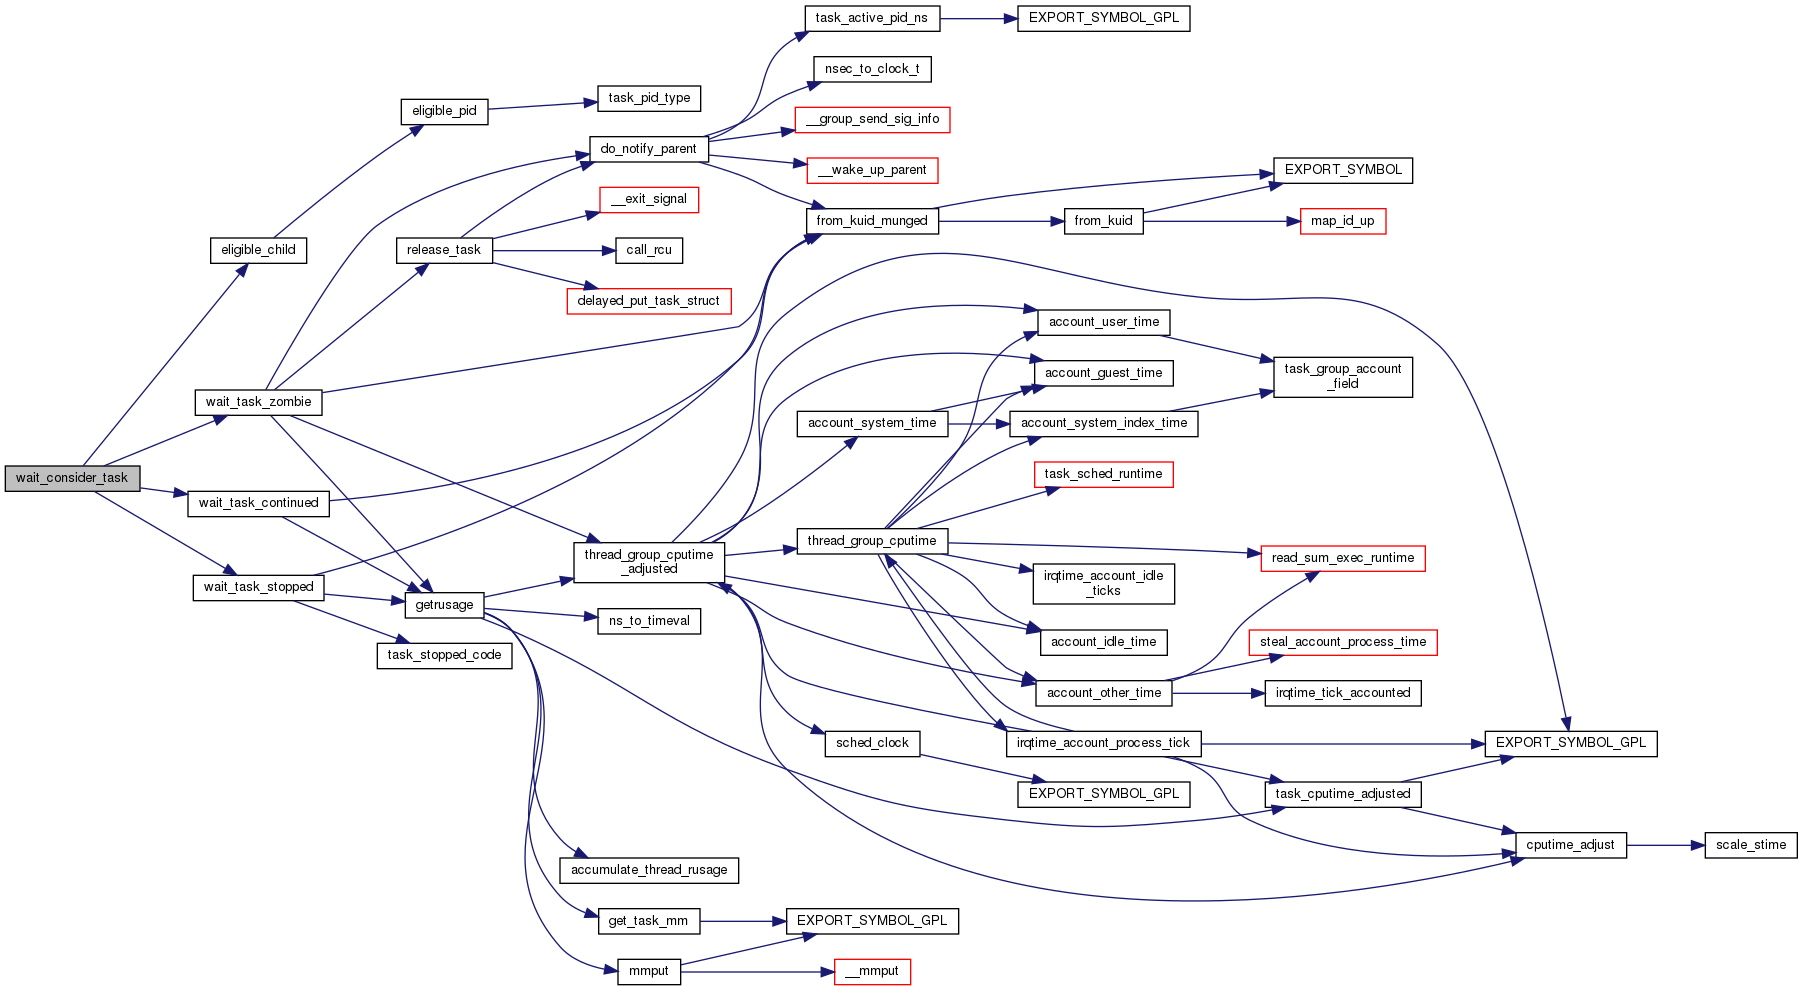 task_active_pid_ns
EXPORT_SYMBOL_GPL
nsec_to_clock_t
eligible_pid
task_pid_type
__group_send_sig_info
do_notify_parent
__wake_up_parent
EXPORT_SYMBOL
__exit_signal
from_kuid_munged
from_kuid
map_id_up
eligible_child
release_task
call_rcu
delayed_put_task_struct
account_user_time
account_guest_time
task_group_account
_field
wait_task_zombie
account_system_time
account_system_index_time
wait_consider_task
task_sched_runtime
wait_task_continued
thread_group_cputime
_adjusted
thread_group_cputime
read_sum_exec_runtime
irqtime_account_idle
_ticks
wait_task_stopped
getrusage
ns_to_timeval
account_idle_time
steal_account_process_time
task_stopped_code
account_other_time
irqtime_tick_accounted
sched_clock
irqtime_account_process_tick
EXPORT_SYMBOL_GPL
EXPORT_SYMBOL_GPL
task_cputime_adjusted
cputime_adjust
scale_stime
accumulate_thread_rusage
get_task_mm
EXPORT_SYMBOL_GPL
mmput
__mmput